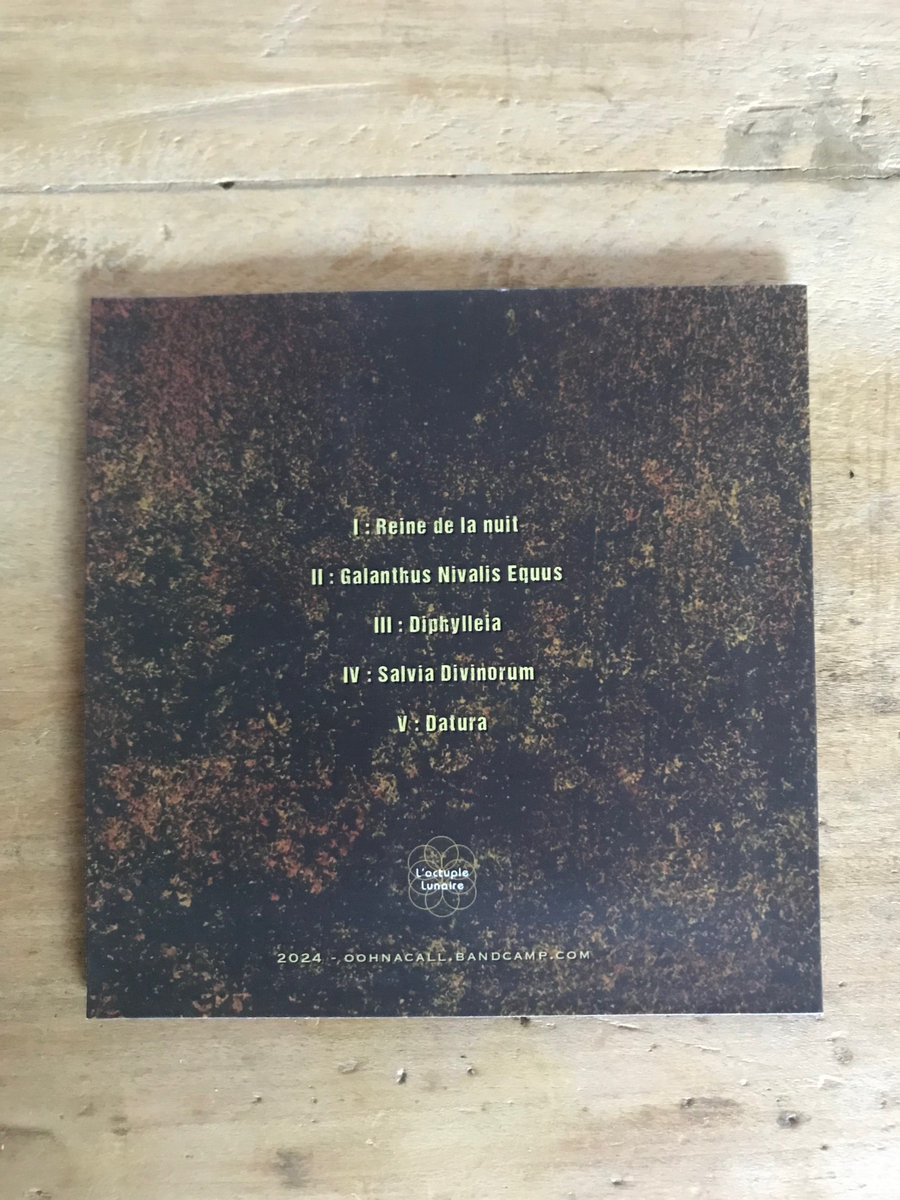 I : Reine de la nuit
II : Galanthus Nivalis Equus
III : Diphylleia
IV : Salvia Divinorum
V : Datura
L'octuple
Lunaire
2024 - OOHNACALL.BANDCAMP.COM